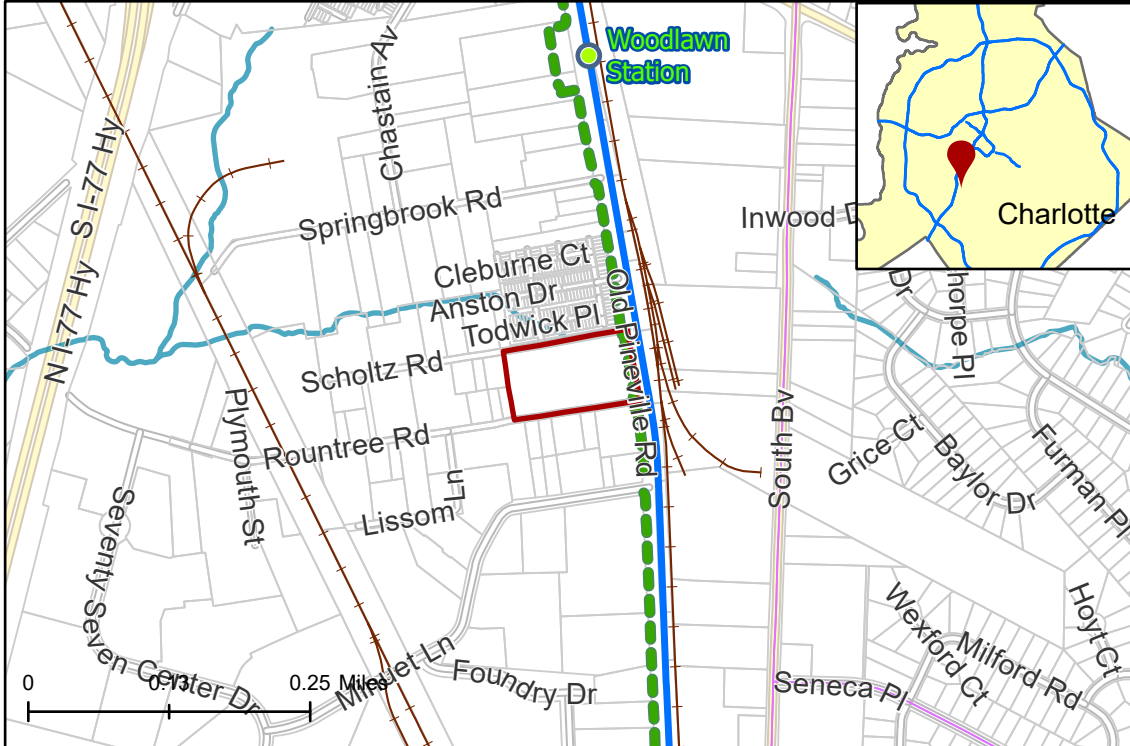 Woodlawn
Station
Chastain Av
S I-77 Hy
N I-77 Hy
Springbrook Rd
Inwood D
Charlotte
Cleburne Ct
Anston Dr
Todwick Pl
Old Pineville Rd
Dr
horpe Pl
Scholtz Rd
Rountree Rd
Plymouth St
South Bv
Grice Ct
Baylor Dr
Furman Pl
Lissom
Ln
Seventy Seven Center Dr
Minuet Ln
Foundry Dr
Seneca Pl
Wexford Ct
Milford Rd
Hoyt Ct
0 0.13 0.25 Miles